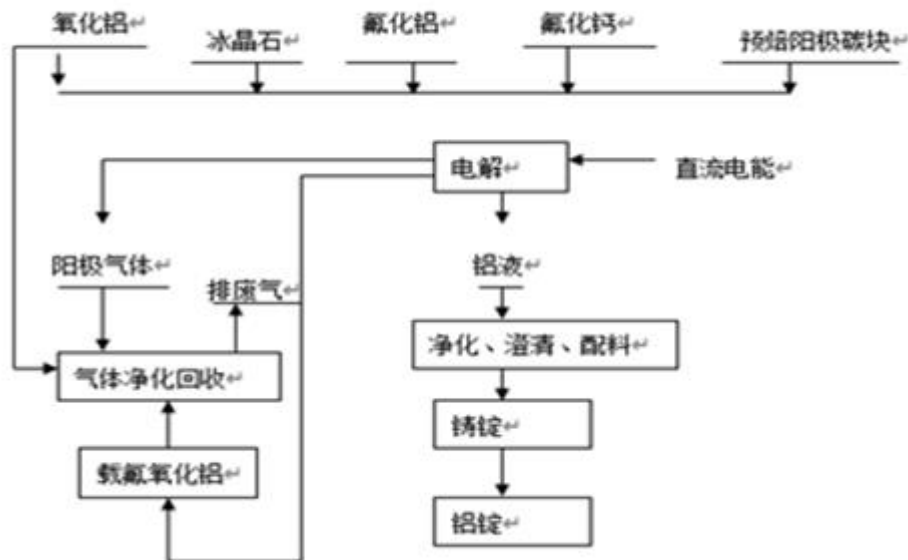 氧化铝↵
冰晶石↵
氟化铝↵
氟化钙↵
预焙阳极碳块↵
电解↵
直流电能↵
阳极气体↵
排废气↵
铝液↵
气体净化回收↵
净化、澄清、配料↵
载氟氧化铝↵
铸锭↵
铝锭↵